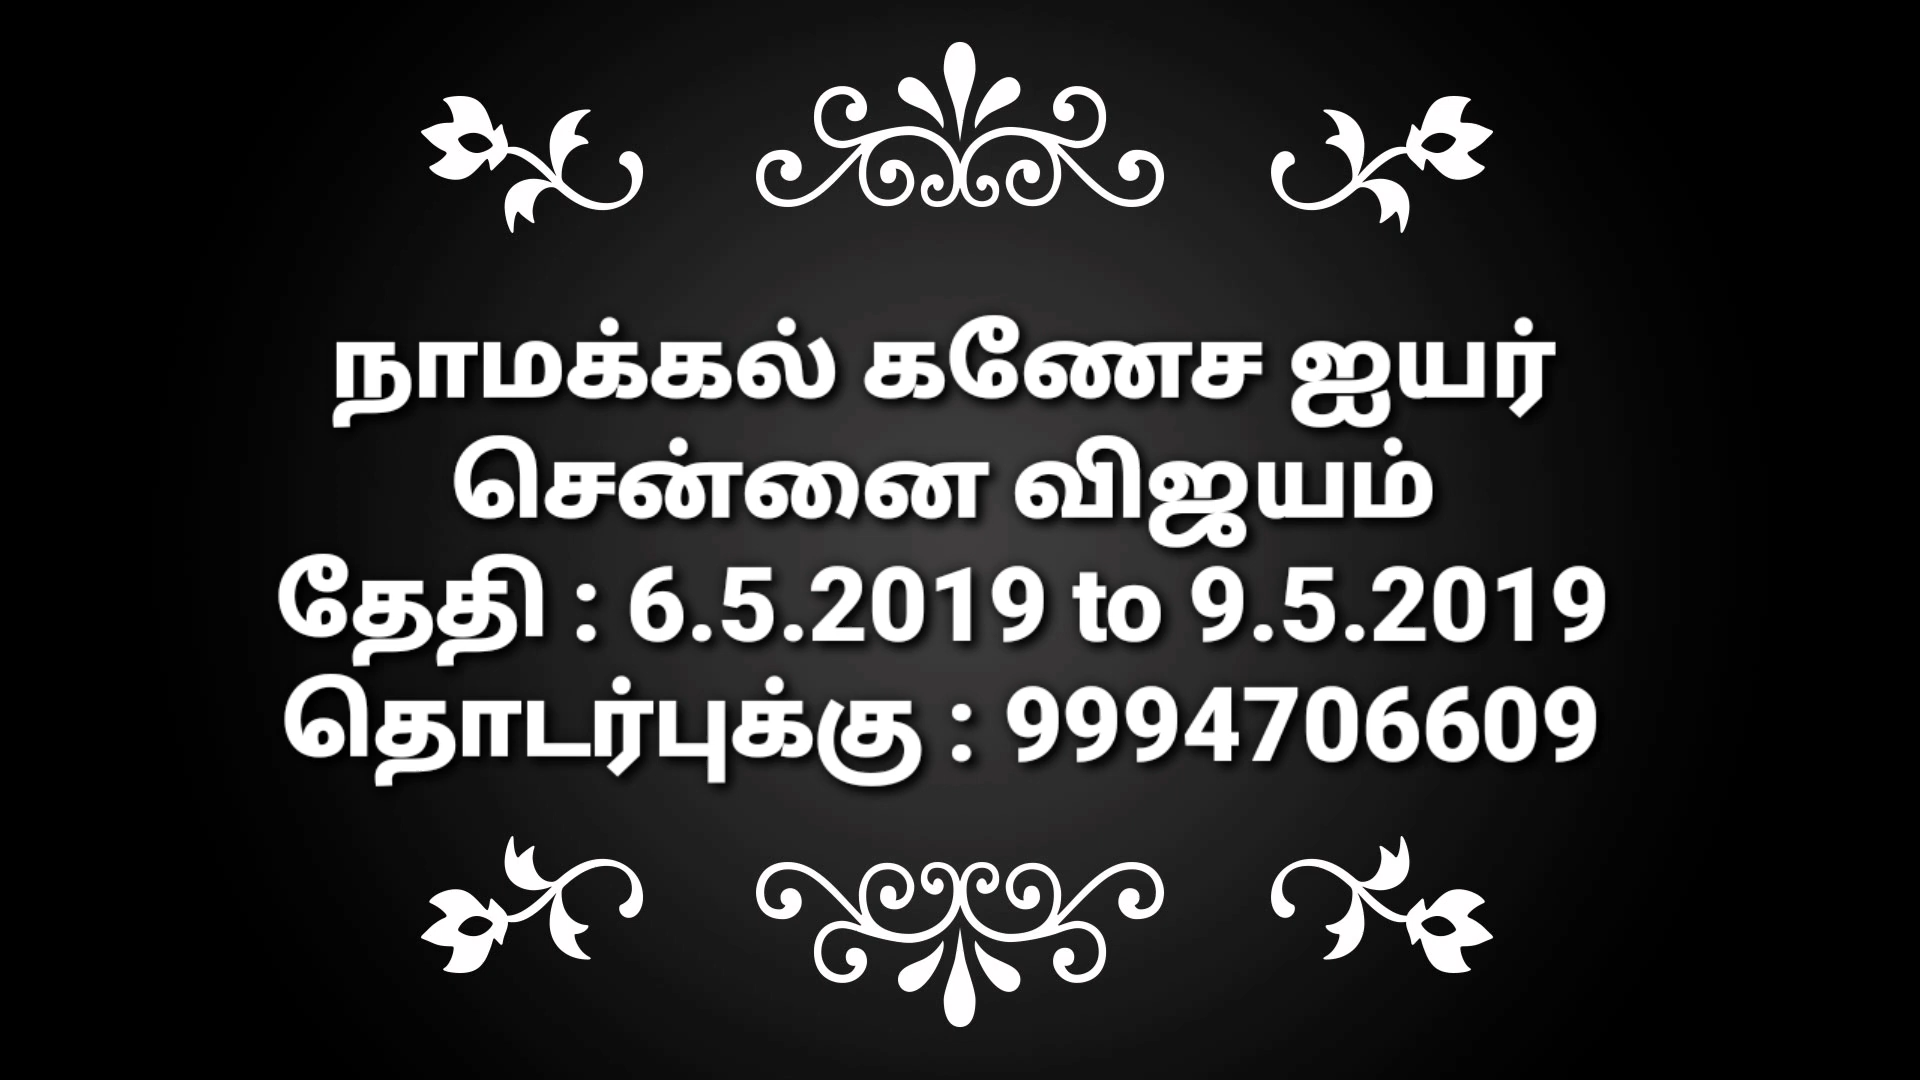 நாமக்கல் கணேச ஐயர்
சென்னை விஜயம்
தேதி : 6.5.2019 to 9.5.2019
தொடர்புக்கு : 9994706609